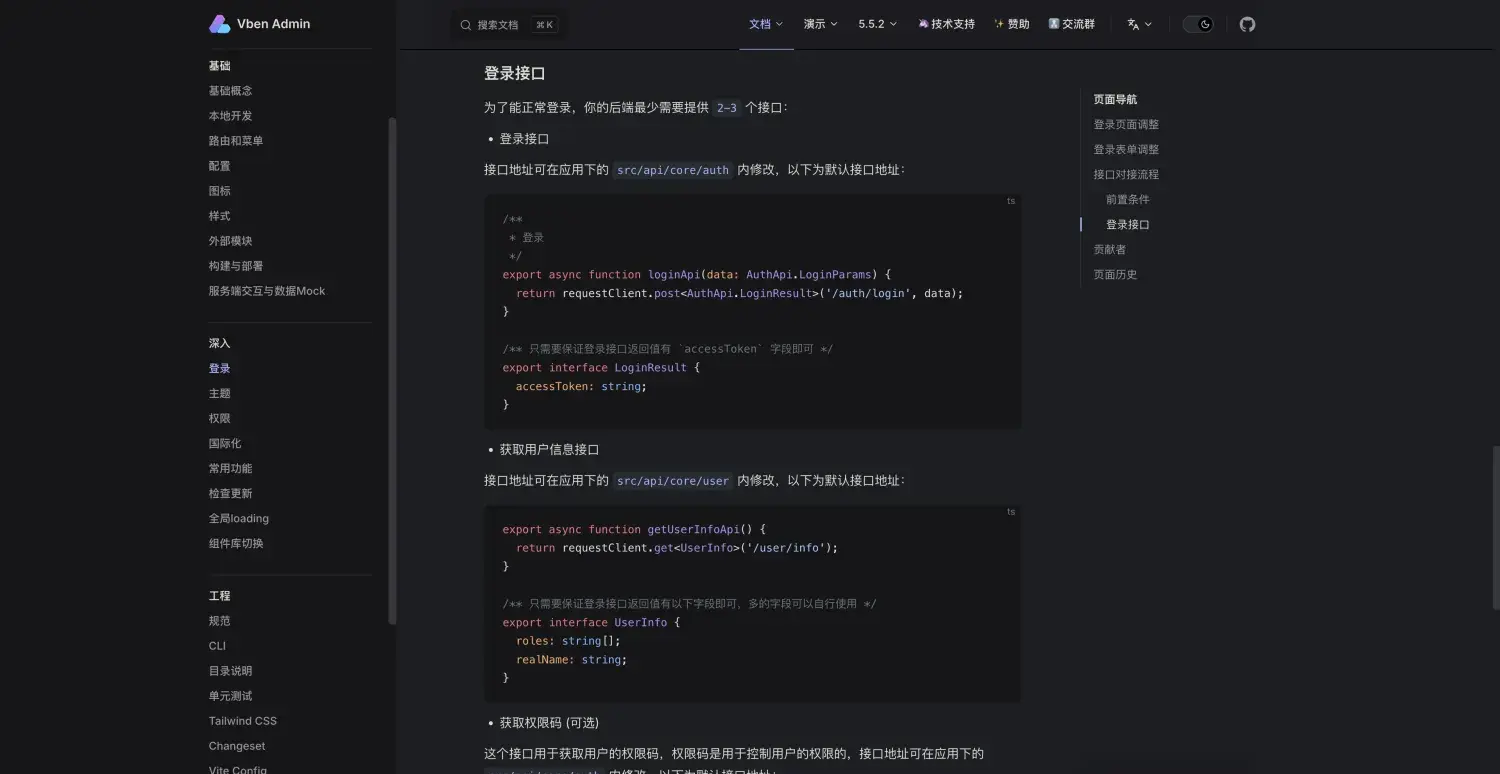 Vben Admin
搜索文档 ⌘ K
文档 演示 5.5.2 🦄技术支持 ✨赞助 交流群
基础
基础概念
本地开发
路由和菜单
配置
图标
样式
外部模块
构建与部署
服务端交互与数据Mock
深入
登录
主题
权限
国际化
常用功能
检查更新
全局loading
组件库切换
工程
规范
CLI
目录说明
单元测试
Tailwind CSS
Changeset
Vite Config
登录接口
为了能正常登录，你的后端最少需要提供 2~3 个接口：
• 登录接口
接口地址可在应用下的 src/api/core/auth 内修改，以下为默认接口地址：
ts
/**
 * 登录
 */
export async function loginApi(data: AuthApi.LoginParams) {
  return requestClient.post<AuthApi.LoginResult>('/auth/login', data);
}
/** 只需要保证登录接口返回值有 `accessToken` 字段即可 */
export interface LoginResult {
  accessToken: string;
}
• 获取用户信息接口
接口地址可在应用下的 src/api/core/user 内修改，以下为默认接口地址：
ts
export async function getUserInfoApi() {
  return requestClient.get<UserInfo>('/user/info');
}
/** 只需要保证登录接口返回值有以下字段即可，多的字段可以自行使用 */
export interface UserInfo {
  roles: string[];
  realName: string;
}
• 获取权限码 (可选)
这个接口用于获取用户的权限码，权限码是用于控制用户的权限的，接口地址可在应用下的
内修改，以下为默认接口地址：
页面导航
登录页面调整
登录表单调整
接口对接流程
前置条件
登录接口
贡献者
页面历史